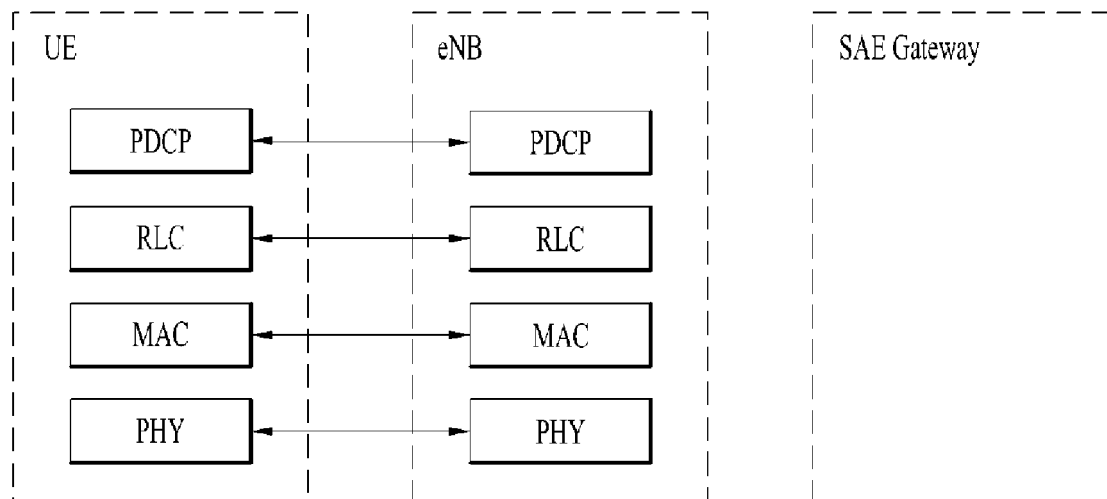 UE
eNB
SAE Gateway
PDCP
PDCP
RLC
RLC
MAC
MAC
PHY
PHY